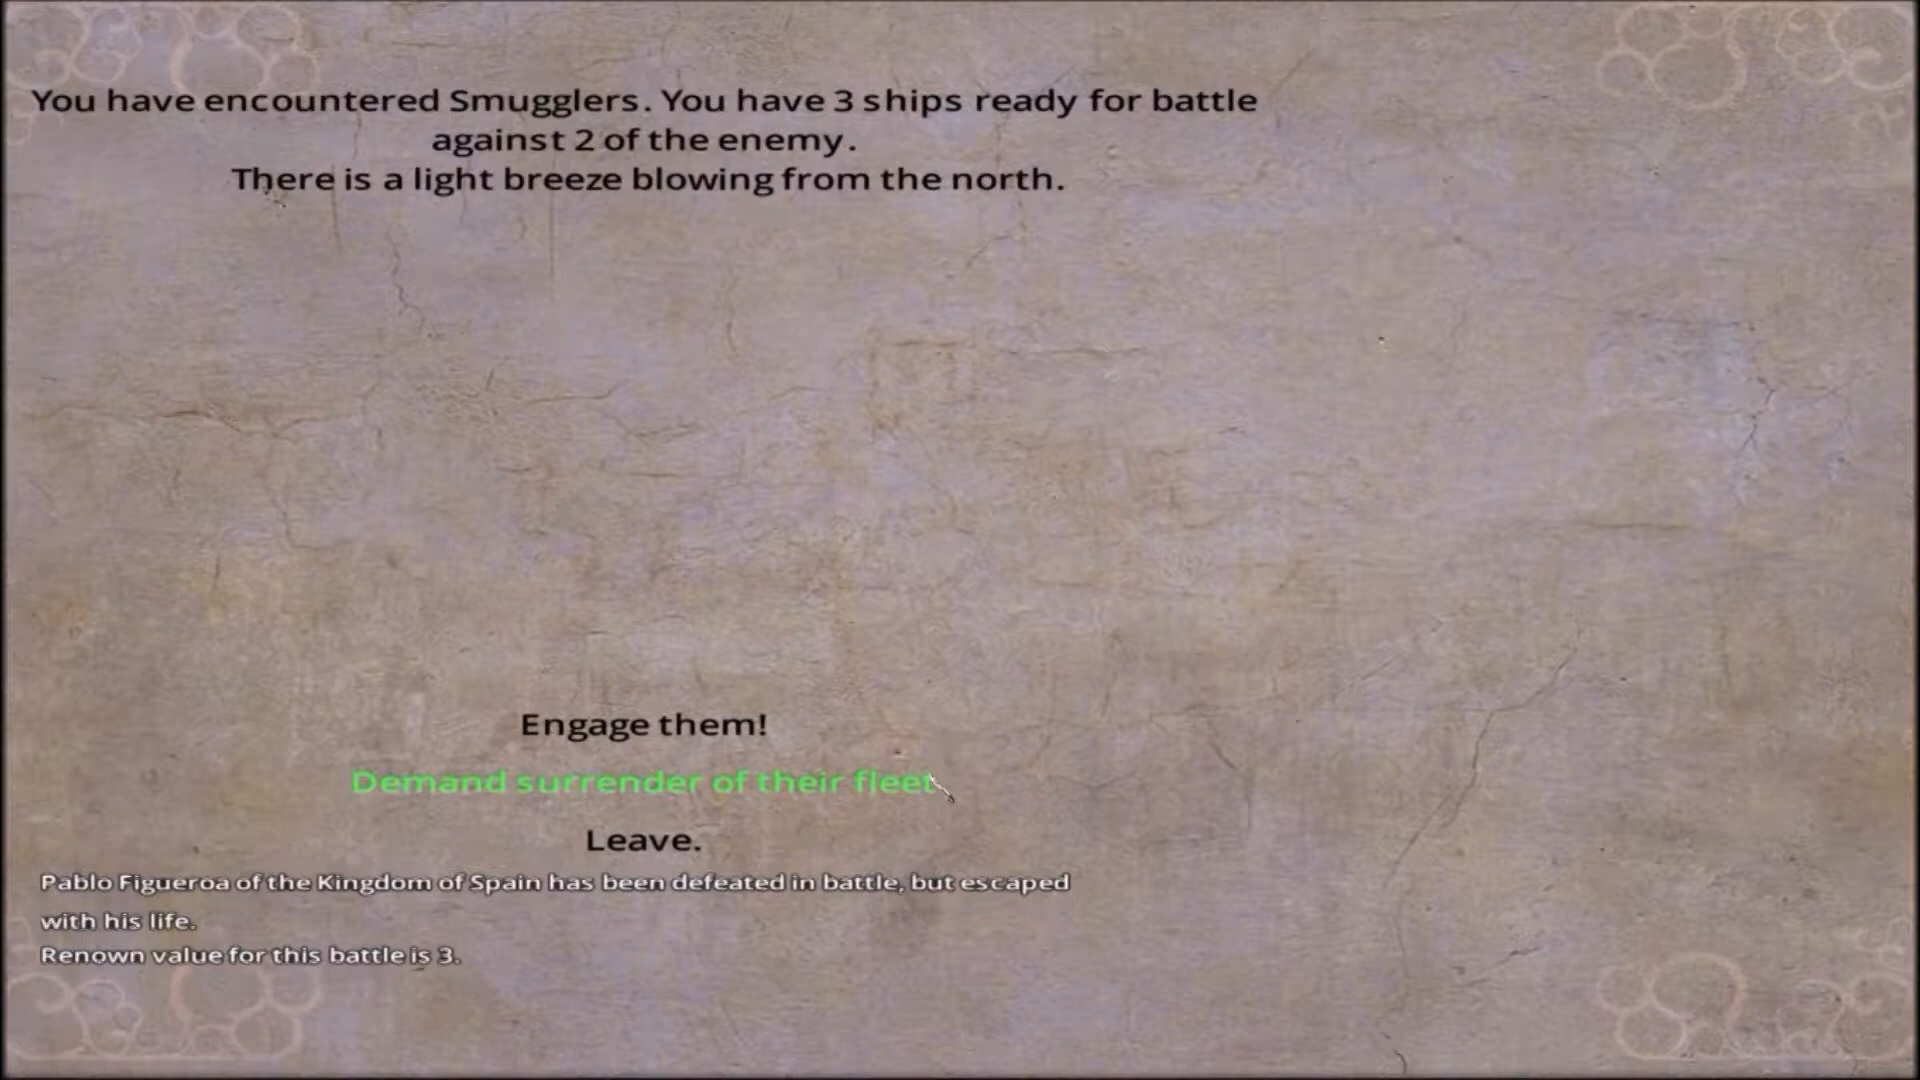 You have encountered Smugglers. You have 3 ships ready for battle
against 2 of the enemy.
There is a light breeze blowing from the north.
Engage them!
Demand surrender of their fleet
Leave.
Pablo Figueroa of the Kingdom of Spain has been defeated in battle, but escaped
with his life.
Renown value for this battle is 3.